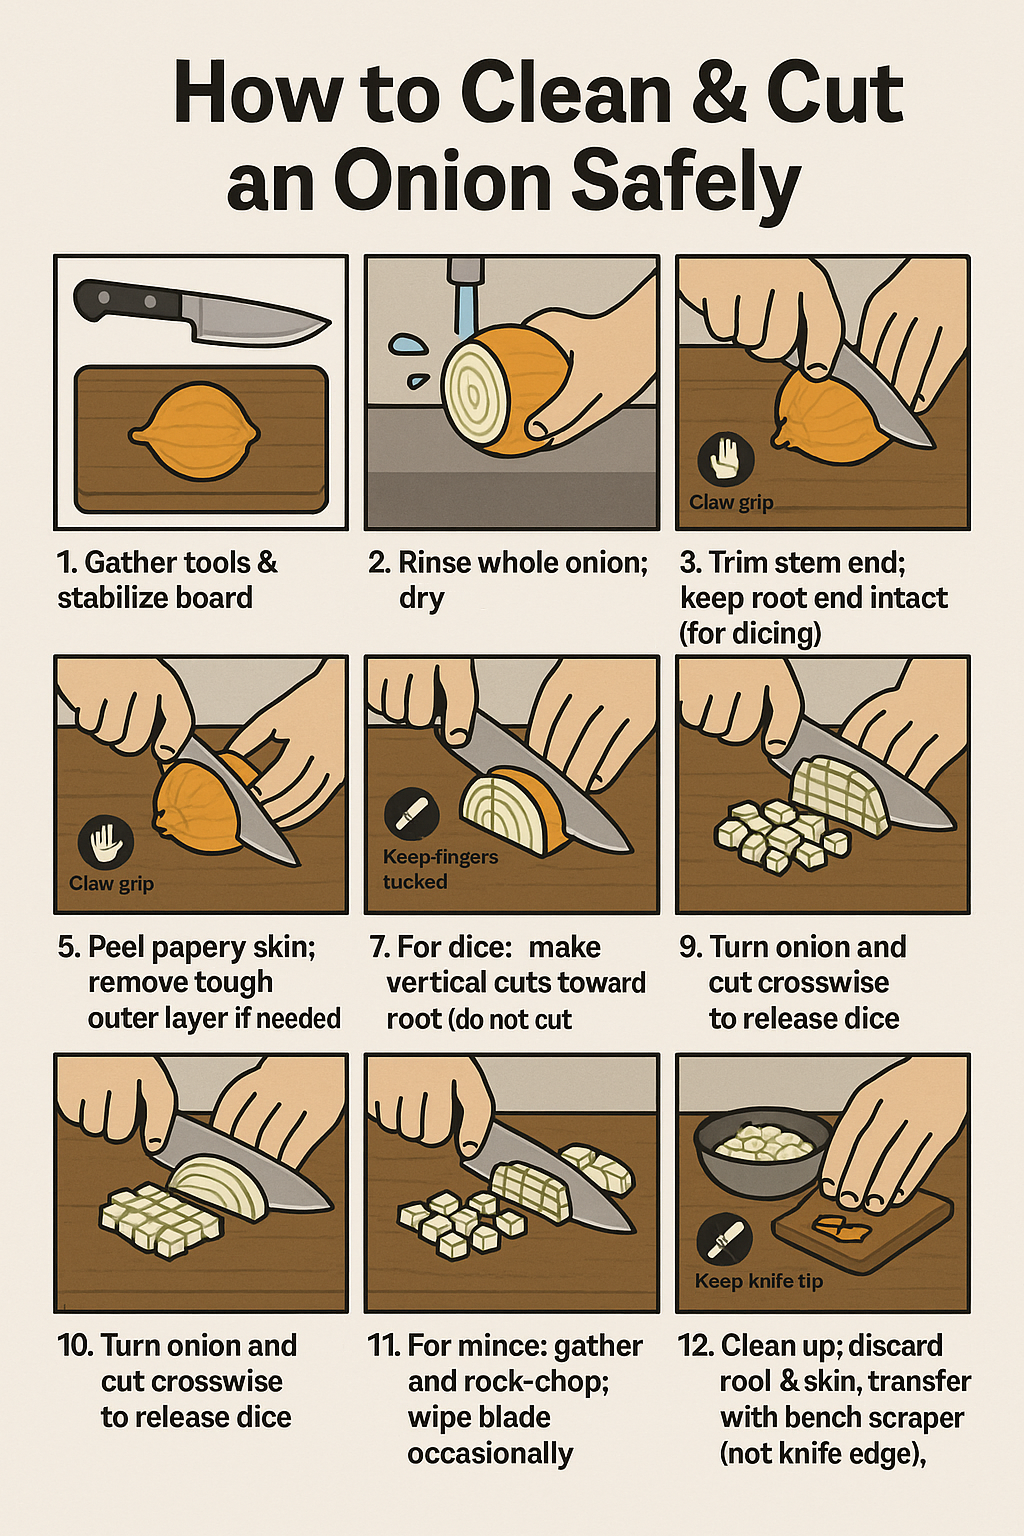 How to Clean & Cut
an Onion Safely
Claw grip
1. Gather tools &
stabilize board
2. Rinse whole onion;
dry
3. Trim stem end;
keep root end intact
(for dicing)
Claw grip
Keep-fingers
tucked
5. Peel papery skin;
remove tough
outer layer if needed
7. For dice: make
vertical cuts toward
root (do not cut
9. Turn onion and
cut crosswise
to release dice
Keep knife tip
10. Turn onion and
cut crosswise
to release dice
11. For mince: gather
and rock-chop;
wipe blade
occasionally
12. Clean up; discard
rool & skin, transfer
with bench scraper
(not knife edge),